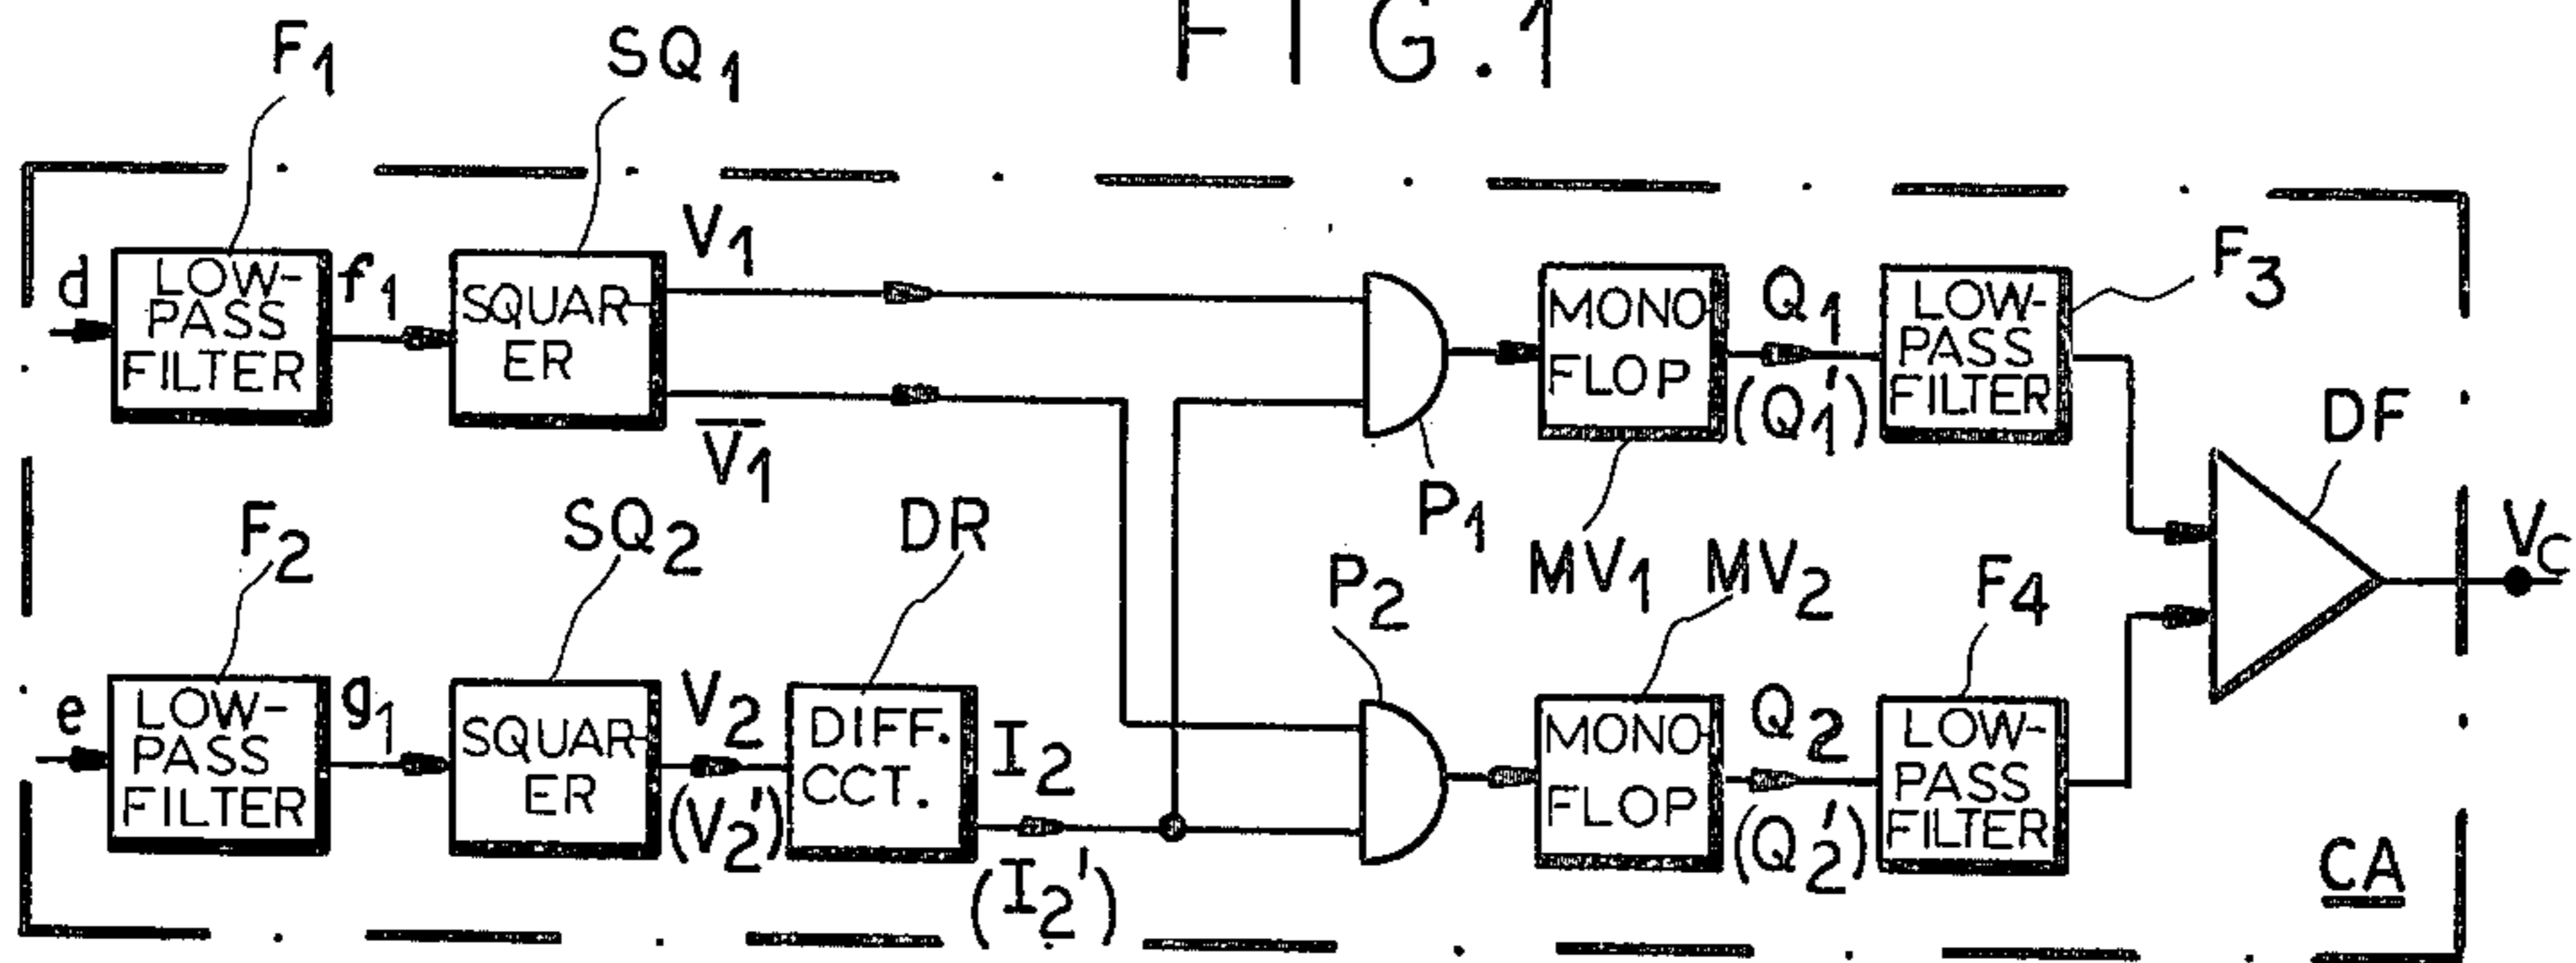 FIG.1
F1
SQ1
d
LOW-
PASS
FILTER
f1
SQUAR-
ER
V1
V̅1̅
P1
MONO
FLOP
MV1
Q1
(Q1')
LOW-
PASS
FILTER
F3
DF
VC
F2
SQ2
DR
e
LOW-
PASS
FILTER
g1
SQUAR-
ER
V2
(V2')
DIFF.
CCT.
I2
(I2')
P2
MONO
FLOP
MV2
Q2
(Q2')
LOW-
PASS
FILTER
F4
CA